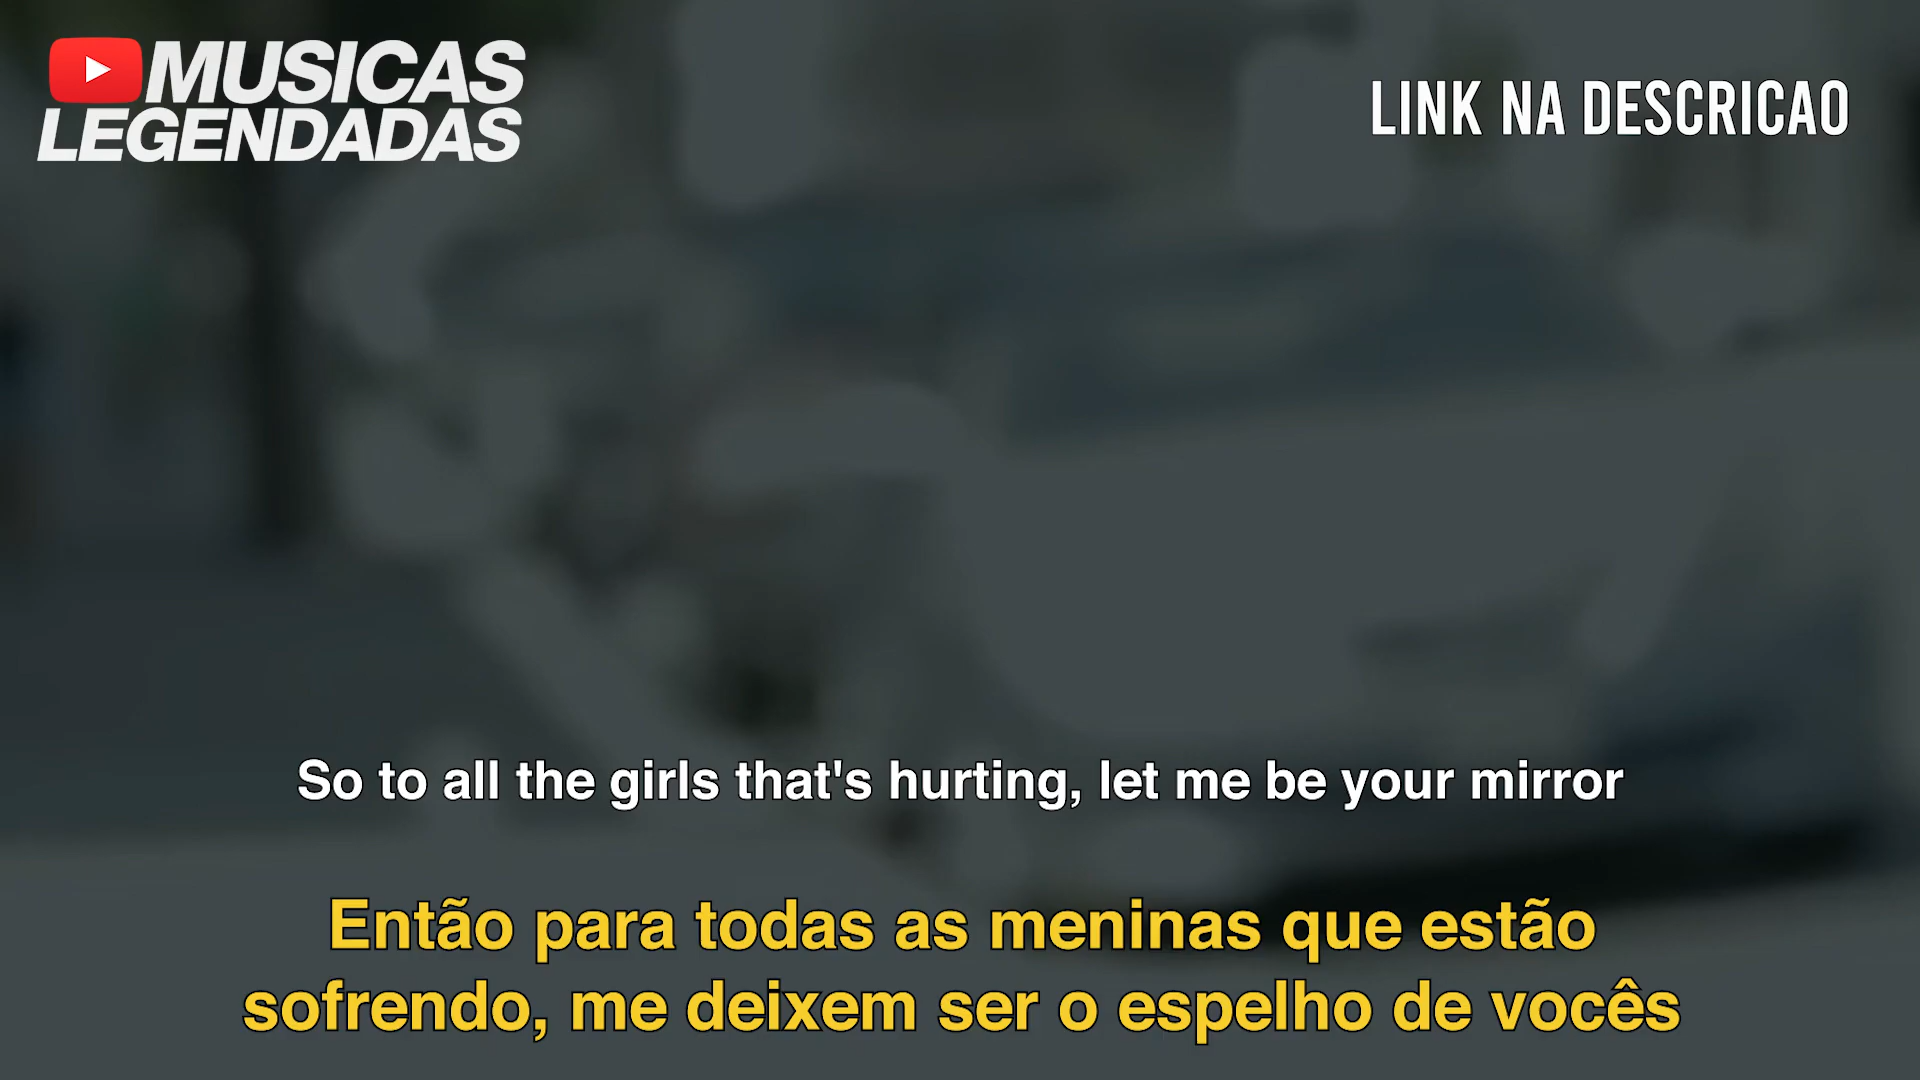 MUSICAS
LEGENDADAS
LINK NA DESCRICAO
So to all the girls that's hurting, let me be your mirror
Então para todas as meninas que estão
sofrendo, me deixem ser o espelho de vocês